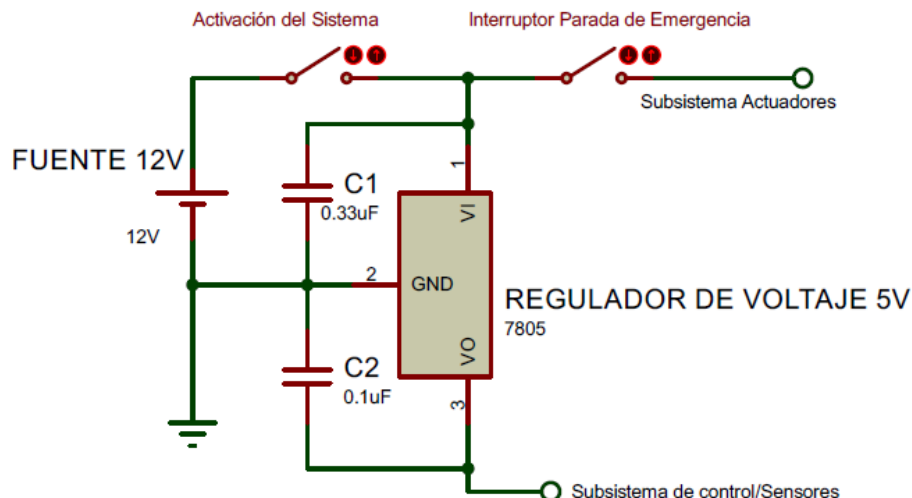 Activación del Sistema
Interruptor Parada de Emergencia
Subsistema Actuadores
FUENTE 12V
12V
C1
0.33uF
1
VI
2
GND
REGULADOR DE VOLTAJE 5V
7805
VO
3
C2
0.1uF
Subsistema de control/Sensores